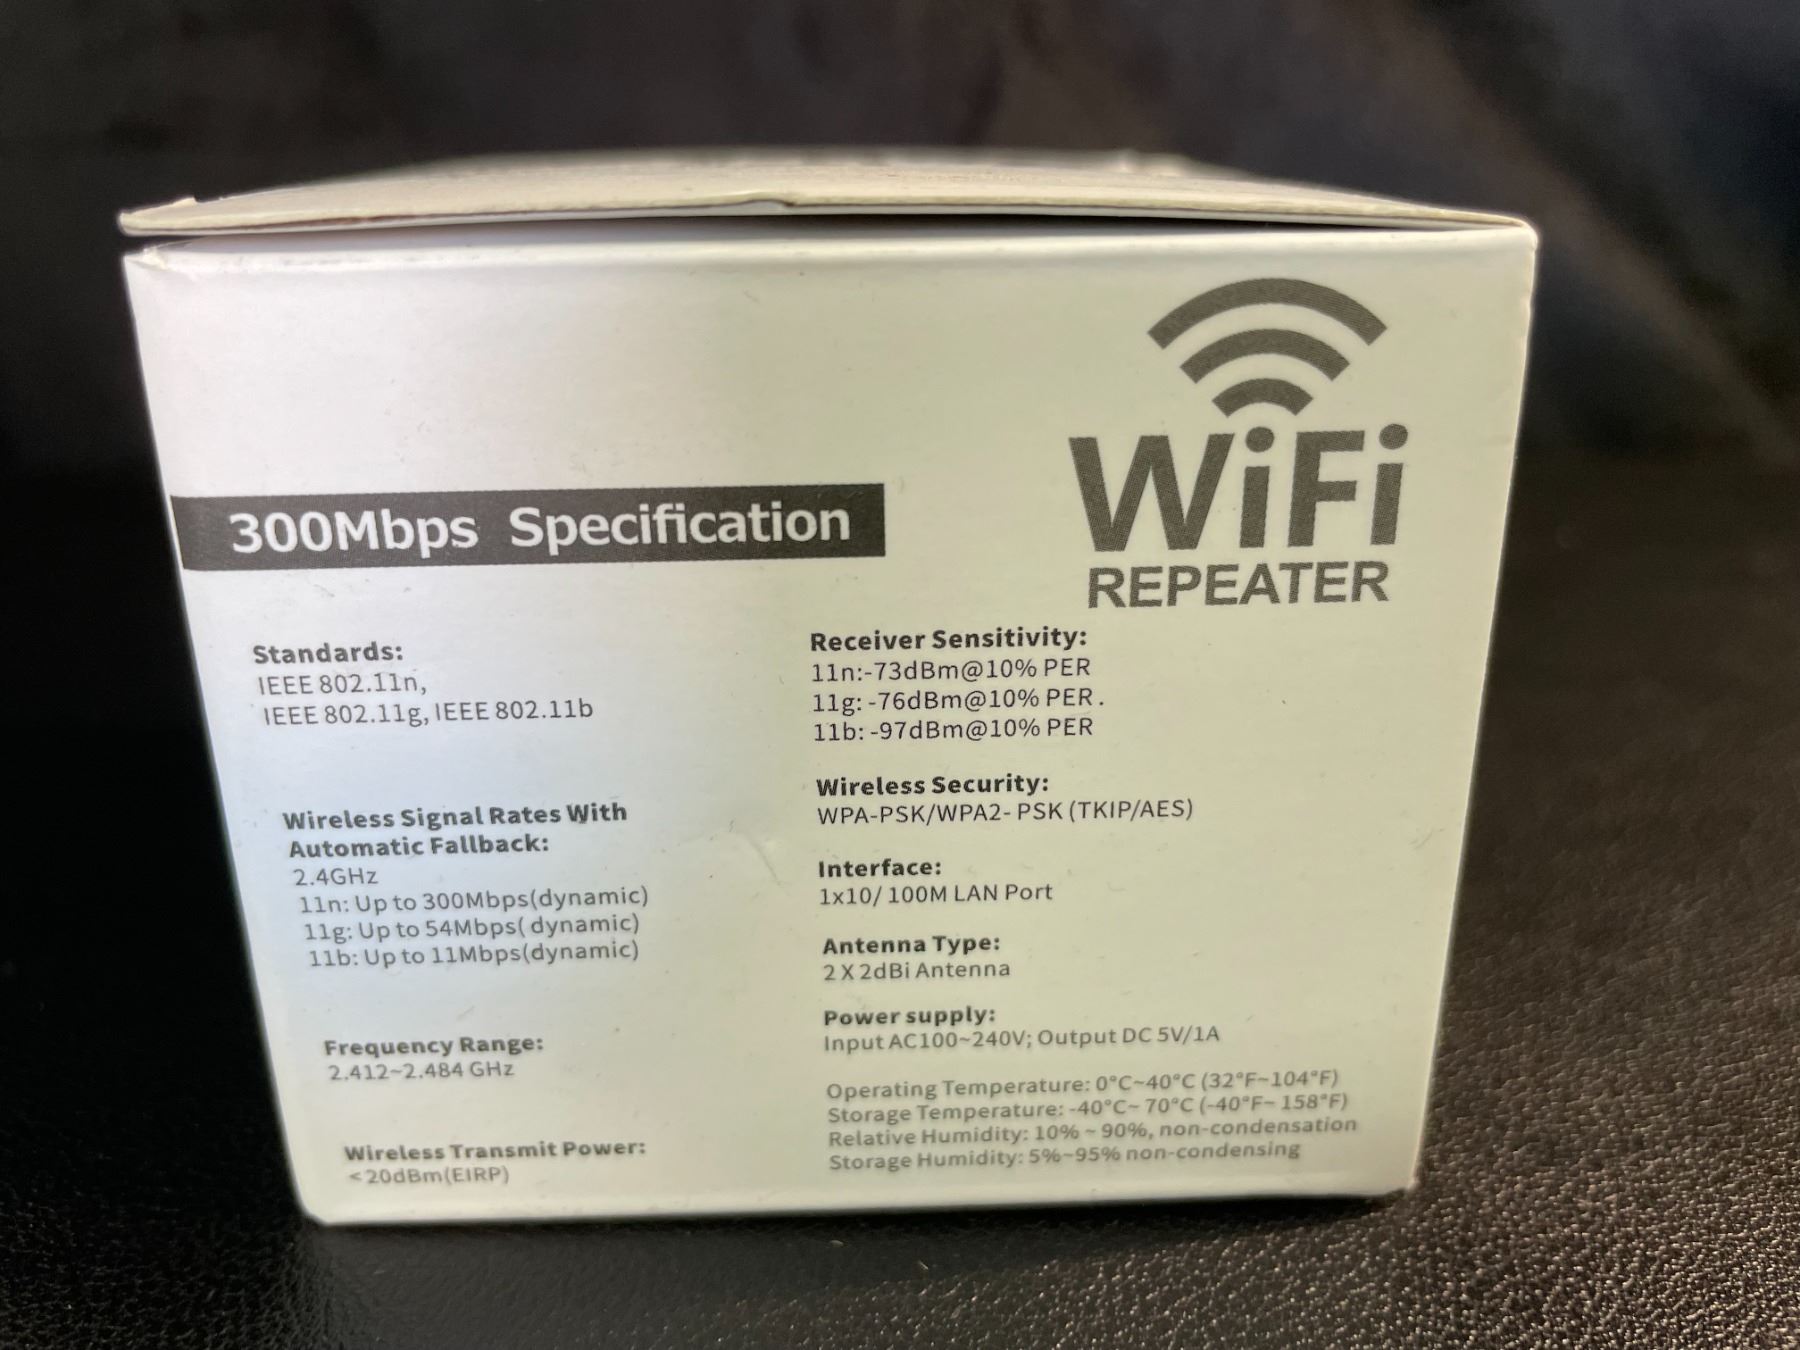 WiFi
REPEATER
300Mbps Specification
Standards:
IEEE 802.11n,
IEEE 802.11g, IEEE 802.11b
Wireless Signal Rates With
Automatic Fallback:
2.4GHz
11n: Up to 300Mbps(dynamic)
11g: Up to 54Mbps( dynamic)
11b: Up to 11Mbps(dynamic)
Frequency Range:
2.412~2.484 GHz
Wireless Transmit Power:
<20dBm(EIRP)
Receiver Sensitivity:
11n:-73dBm@10% PER
11g: -76dBm@10% PER .
11b: -97dBm@10% PER
Wireless Security:
WPA-PSK/WPA2- PSK (TKIP/AES)
Interface:
1x10/ 100M LAN Port
Antenna Type:
2 X 2dBi Antenna
Power supply:
Input AC100~240V; Output DC 5V/1A
Operating Temperature: 0°C~40°C (32°F~104°F)
Storage Temperature: -40°C~ 70°C (-40°F~ 158°F)
Relative Humidity: 10% ~ 90%, non-condensation
Storage Humidity: 5%~95% non-condensing